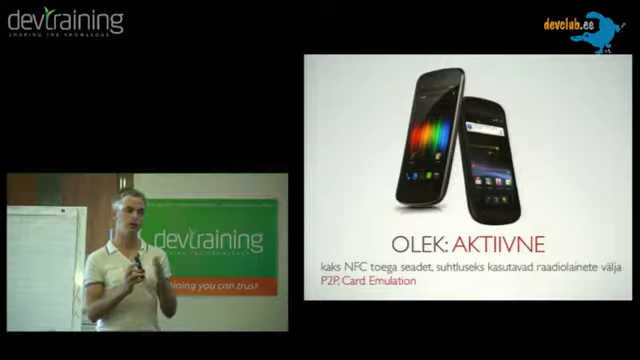 devtraining
SHARING THE KNOWLEDGE
devclub.ee
devtraining
training you can trust!
OLEK: AKTIIVNE
kaks NFC toega seadet, suhtluseks kasutavad raadiolainete välja
P2P, Card Emulation